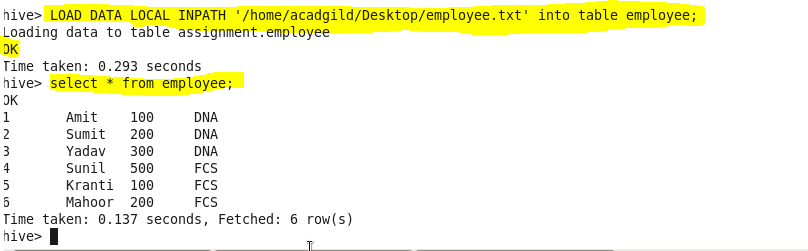 hive> LOAD DATA LOCAL INPATH '/home/acadgild/Desktop/employee.txt' into table employee;
Loading data to table assignment.employee
OK
Time taken: 0.293 seconds
hive> select * from employee;
OK
1 Amit 100 DNA
2 Sumit 200 DNA
3 Yadav 300 DNA
4 Sunil 500 FCS
5 Kranti 100 FCS
6 Mahoor 200 FCS
Time taken: 0.137 seconds, Fetched: 6 row(s)
hive>